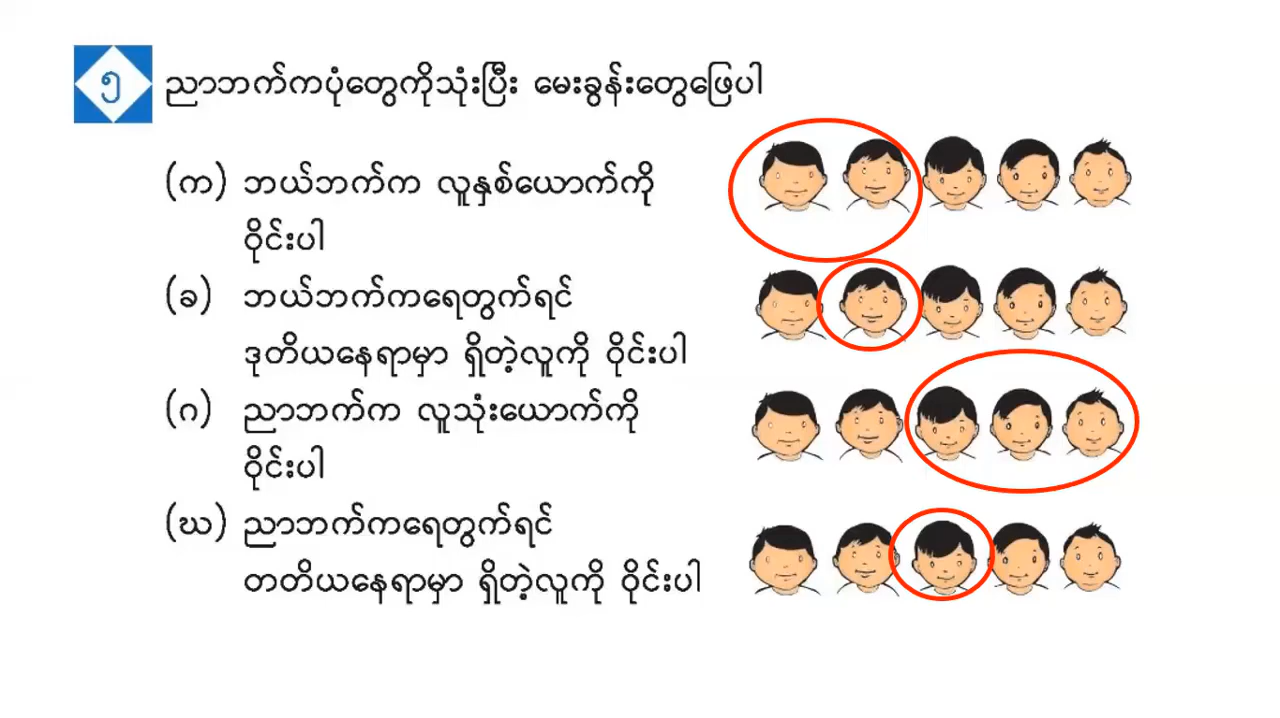 ၅ ညာဘက်ကပုံတွေကိုသုံးပြီး မေးခွန်းတွေဖြေပါ
(က) ဘယ်ဘက်က လူနှစ်ယောက်ကို
ဝိုင်းပါ
(ခ) ဘယ်ဘက်ကရေတွက်ရင်
ဒုတိယနေရာမှာ ရှိတဲ့လူကို ဝိုင်းပါ
(ဂ) ညာဘက်က လူသုံးယောက်ကို
ဝိုင်းပါ
(ဃ) ညာဘက်ကရေတွက်ရင်
တတိယနေရာမှာ ရှိတဲ့လူကို ဝိုင်းပါ